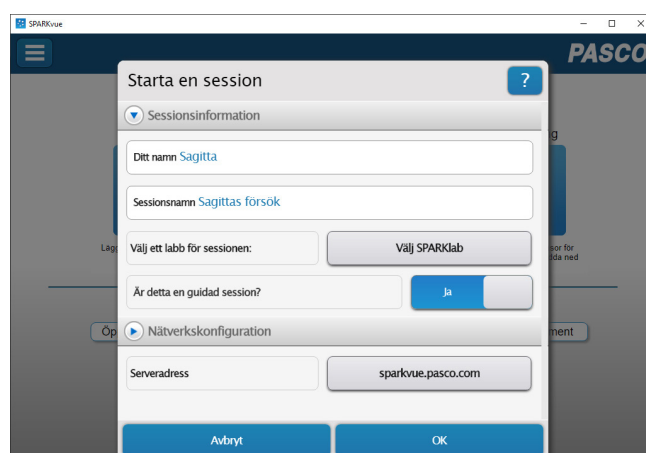 SPARKvue
PASCO
Starta en session
?
Sessionsinformation
Ditt namn Sagitta
Sessionsnamn Sagittas försök
Välj ett labb för sessionen:
Välj SPARKlab
Är detta en guidad session?
Ja
Nätverkskonfiguration
Serveradress
sparkvue.pasco.com
Avbryt
OK